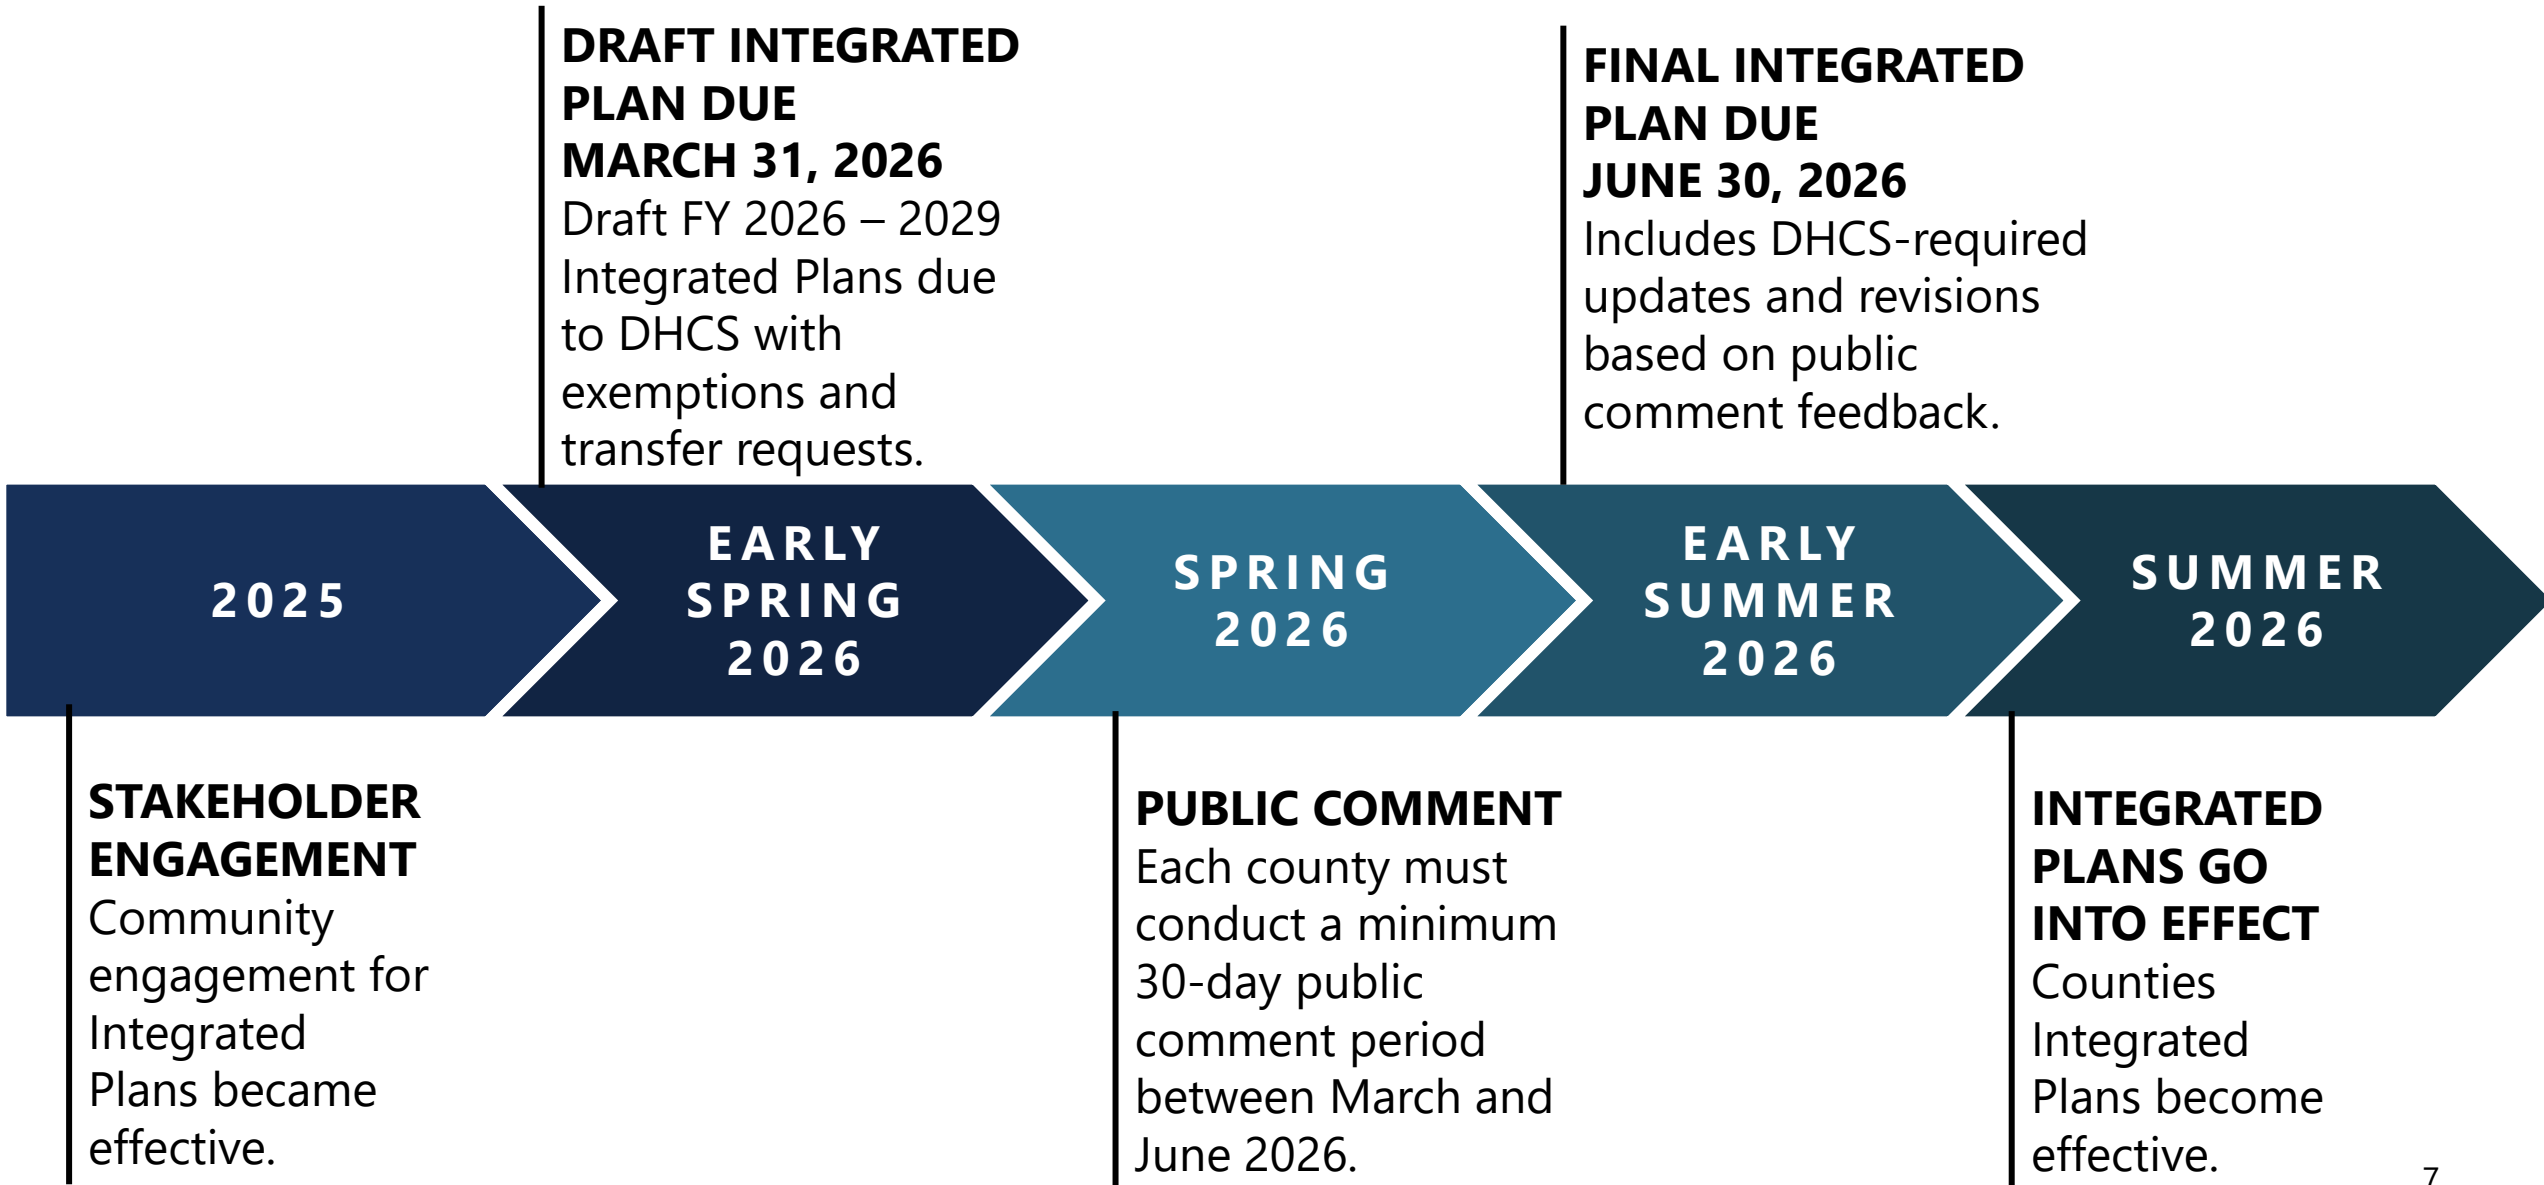 DRAFT INTEGRATED
PLAN DUE
MARCH 31, 2026
Draft FY 2026 – 2029
Integrated Plans due
to DHCS with
exemptions and
transfer requests.
FINAL INTEGRATED
PLAN DUE
JUNE 30, 2026
Includes DHCS-required
updates and revisions
based on public
comment feedback.
2025
EARLY
SPRING
2026
SPRING
2026
EARLY
SUMMER
2026
SUMMER
2026
STAKEHOLDER
ENGAGEMENT
Community
engagement for
Integrated
Plans became
effective.
PUBLIC COMMENT
Each county must
conduct a minimum
30-day public
comment period
between March and
June 2026.
INTEGRATED
PLANS GO
INTO EFFECT
Counties
Integrated
Plans become
effective.
7